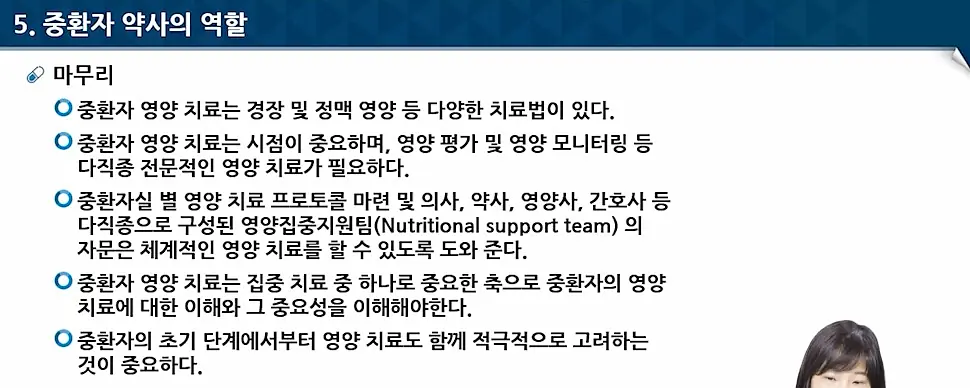 5. 중환자 약사의 역할
마무리
중환자 영양 치료는 경장 및 정맥 영양 등 다양한 치료법이 있다.
중환자 영양 치료는 시점이 중요하며, 영양 평가 및 영양 모니터링 등
다직종 전문적인 영양 치료가 필요하다.
중환자실 별 영양 치료 프로토콜 마련 및 의사, 약사, 영양사, 간호사 등
다직종으로 구성된 영양집중지원팀(Nutritional support team) 의
자문은 체계적인 영양 치료를 할 수 있도록 도와 준다.
중환자 영양 치료는 집중 치료 중 하나로 중요한 축으로 중환자의 영양
치료에 대한 이해와 그 중요성을 이해해야한다.
중환자의 초기 단계에서부터 영양 치료도 함께 적극적으로 고려하는
것이 중요하다.